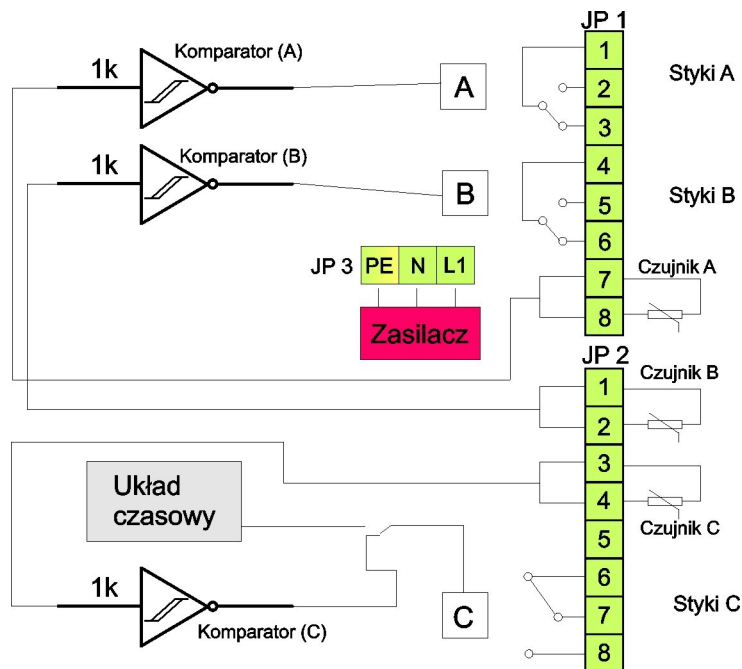 JP 1
Komparator (A)
1k
A
1
2
3
Styki A
1k
Komparator (B)
B
4
5
6
Styki B
JP 3
PE N L1
Zasilacz
7
8
Czujnik A
JP 2
1
2
Czujnik B
3
4
Czujnik C
5
6
7
8
Styki C
Układ
czasowy
1k
Komparator (C)
C